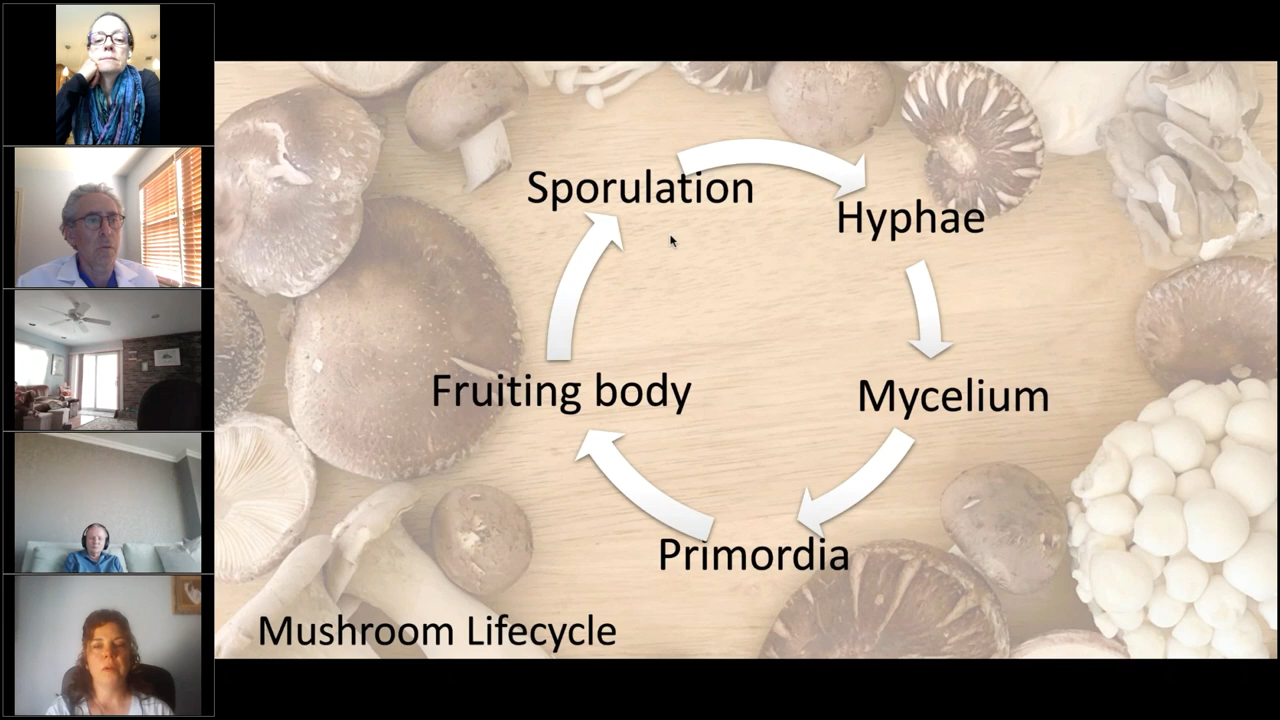 Sporulation
Hyphae
Fruiting body
Mycelium
Primordia
Mushroom Lifecycle